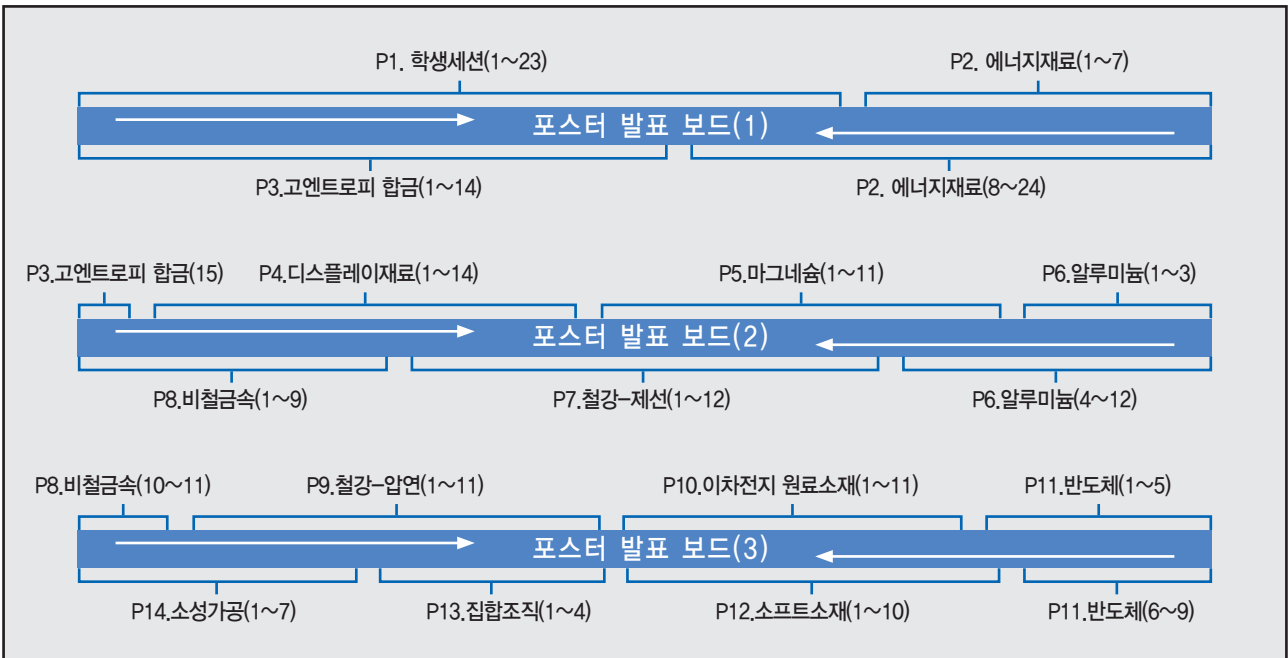 P1. 학생세션(1~23) P2. 에너지재료(1~7)
포스터 발표 보드(1)
P3.고엔트로피 합금(1~14) P2. 에너지재료(8~24)
P3.고엔트로피 합금(15) P4.디스플레이재료(1~14) P5.마그네슘(1~11) P6.알루미늄(1~3)
포스터 발표 보드(2)
P8.비철금속(1~9) P7.철강-제선(1~12) P6.알루미늄(4~12)
P8.비철금속(10~11) P9.철강-압연(1~11) P10.이차전지 원료소재(1~11) P11.반도체(1~5)
포스터 발표 보드(3)
P14.소성가공(1~7) P13.집합조직(1~4) P12.소프트소재(1~10) P11.반도체(6~9)